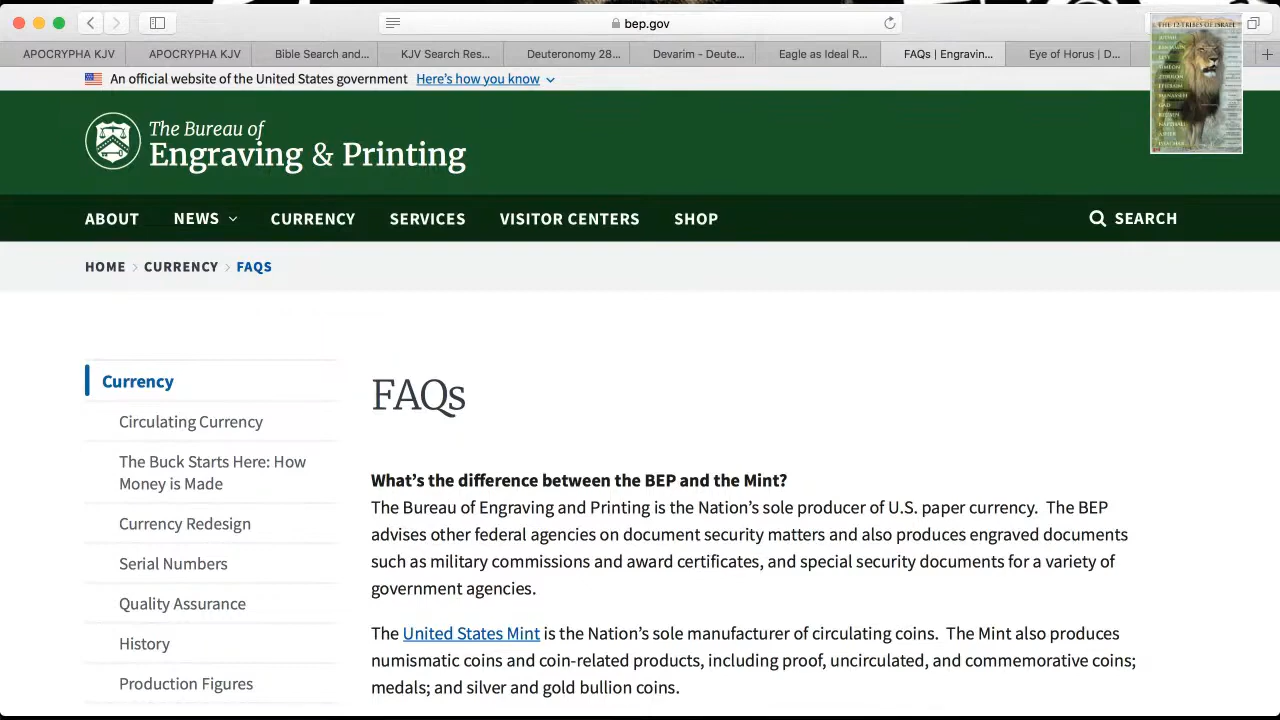 bep.gov
APOCRYPHA KJV
APOCRYPHA KJV
Bible Search and...
KJV Search Res...
uteronomy 28...
Devarim - Deute...
Eagle as Ideal R...
FAQs | Engravin...
Eye of Horus | D...
THE 12 TRIBES OF ISRAEL
An official website of the United States government Here's how you know
The Bureau of
Engraving & Printing
ABOUT NEWS CURRENCY SERVICES VISITOR CENTERS SHOP SEARCH
HOME > CURRENCY > FAQS
Currency
Circulating Currency
The Buck Starts Here: How
Money is Made
Currency Redesign
Serial Numbers
Quality Assurance
History
Production Figures
FAQs
What's the difference between the BEP and the Mint?
The Bureau of Engraving and Printing is the Nation's sole producer of U.S. paper currency. The BEP
advises other federal agencies on document security matters and also produces engraved documents
such as military commissions and award certificates, and special security documents for a variety of
government agencies.
The United States Mint is the Nation's sole manufacturer of circulating coins. The Mint also produces
numismatic coins and coin-related products, including proof, uncirculated, and commemorative coins;
medals; and silver and gold bullion coins.